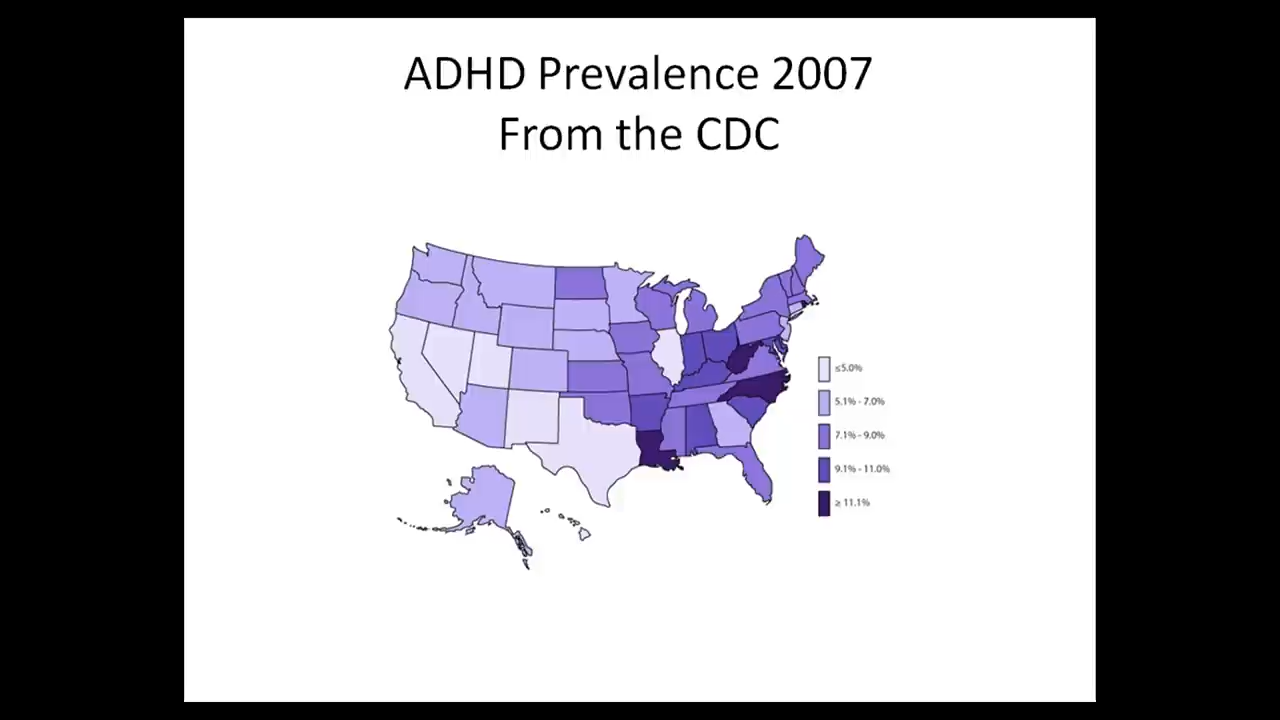 ADHD Prevalence 2007
From the CDC
≤5.0%
5.1% - 7.0%
7.1% - 9.0%
9.1% - 11.0%
≥ 11.1%